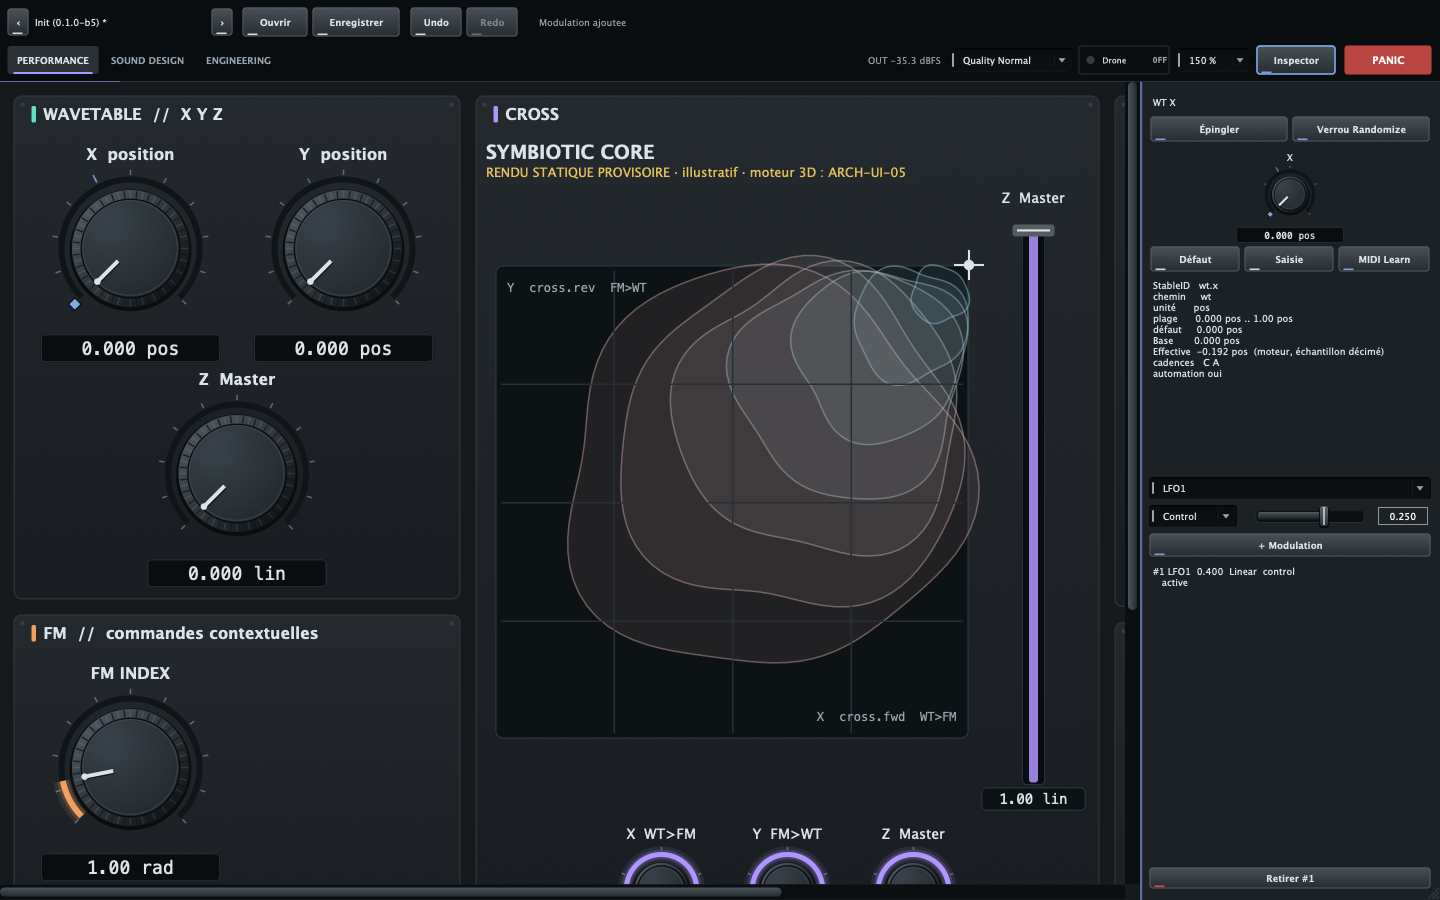 ‹ Init (0.1.0-b5) * › Ouvrir Enregistrer Undo Redo Modulation ajoutee
PERFORMANCE SOUND DESIGN ENGINEERING OUT -35.3 dBFS Quality Normal Drone OFF 150 % Inspector PANIC
WAVETABLE // X Y Z
X position Y position
0.000 pos 0.000 pos
Z Master
0.000 lin
FM // commandes contextuelles
FM INDEX
1.00 rad
CROSS
SYMBIOTIC CORE
RENDU STATIQUE PROVISOIRE · illustratif · moteur 3D : ARCH-UI-05
Z Master
Y cross.rev FM>WT
X cross.fwd WT>FM
1.00 lin
X WT>FM Y FM>WT Z Master
WT X
Épingler Verrou Randomize
X
0.000 pos
Défaut Saisie MIDI Learn
StableID wt.x
chemin wt
unité pos
plage 0.000 pos .. 1.00 pos
défaut 0.000 pos
Base 0.000 pos
Effective -0.192 pos (moteur, échantillon décimé)
cadences C A
automation oui
LFO1
Control 0.250
+ Modulation
#1 LFO1 0.400 Linear control
active
Retirer #1